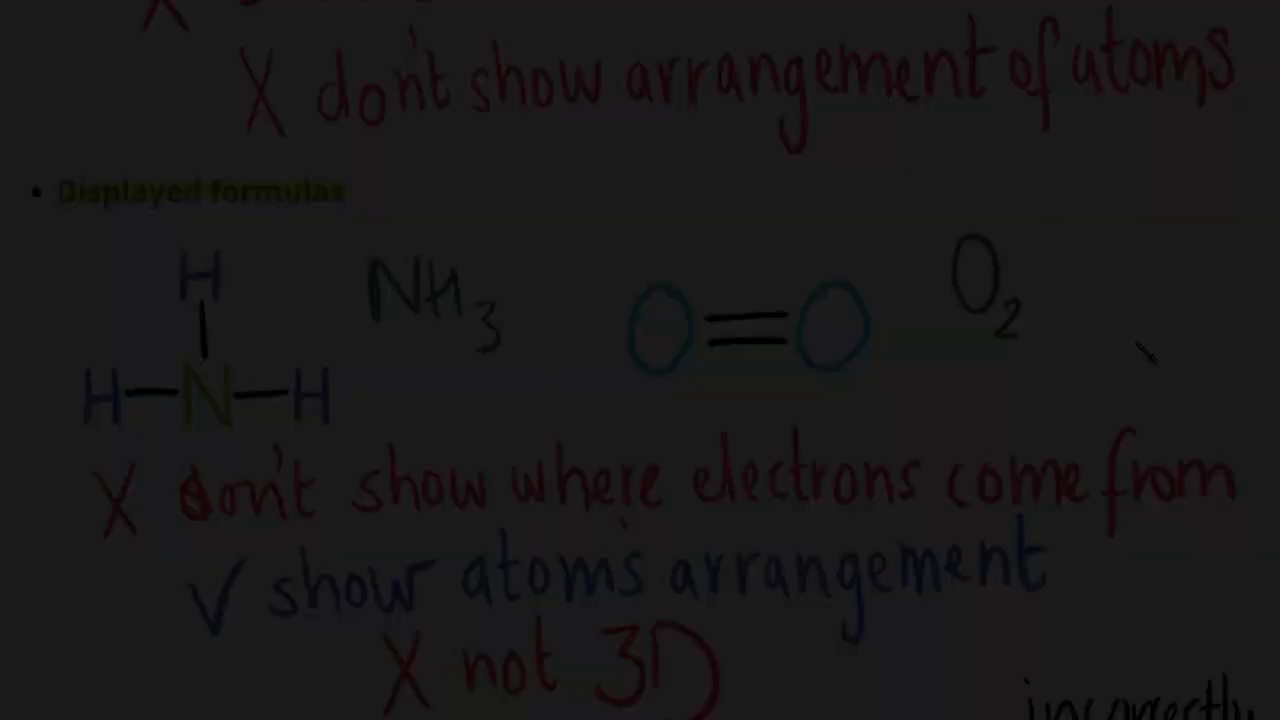 X don't show arrangement of atoms
• Displayed formulas
H
NH3
O=O
O2
H-N-H
X don't show where electrons come from
✓ show atoms arrangement
X not 3D
incorrectly